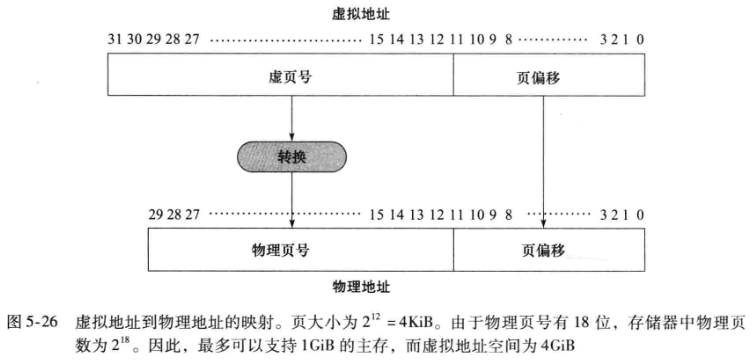 虚拟地址
31 30 29 28 27 ··························· 15 14 13 12 11 10 9 8 ············· 3 2 1 0
虚页号 页偏移
转换
29 28 27 ··························· 15 14 13 12 11 10 9 8 ············ 3 2 1 0
物理页号 页偏移
物理地址
图 5-26 虚拟地址到物理地址的映射。页大小为 2¹² = 4KiB。由于物理页号有 18 位，存储器中物理页
数为 2¹⁸。因此，最多可以支持 1GiB 的主存，而虚拟地址空间为 4GiB